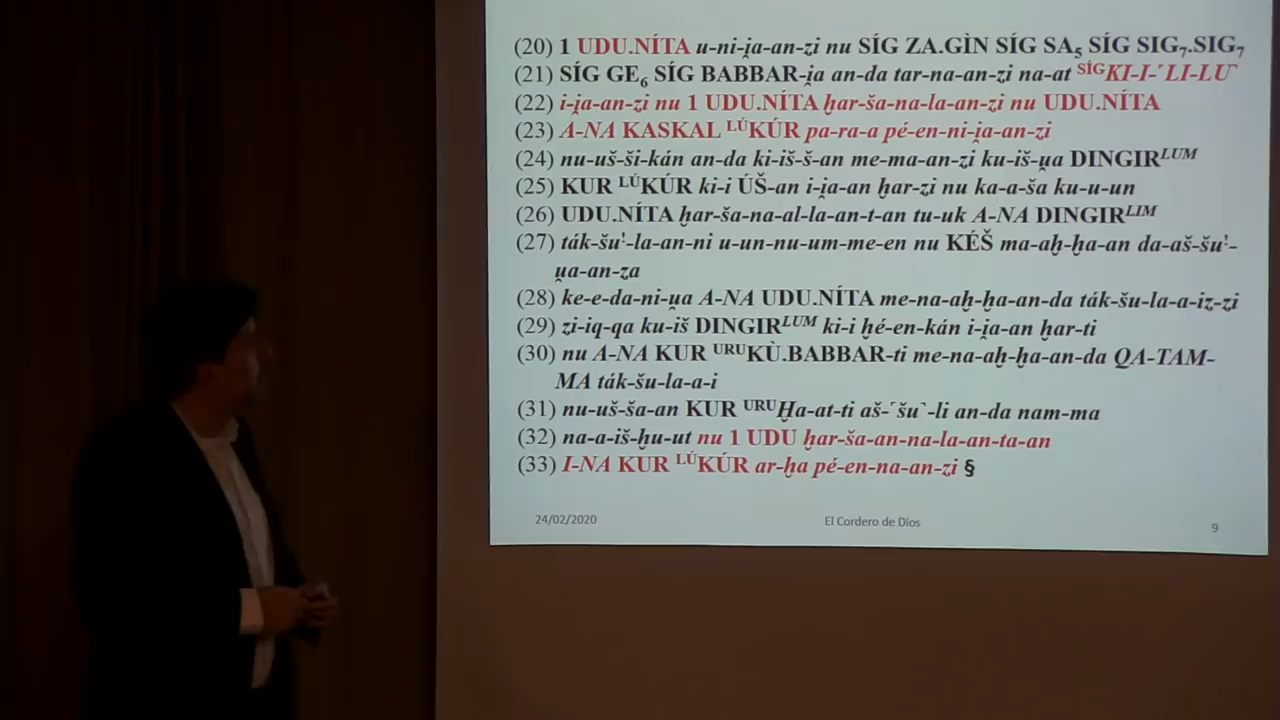 (20) 1 UDU.NÍTA u-ni-i̯a-an-zi nu SÍG ZA.GÌN SÍG SA₅ SÍG SIG₇.SIG₇
(21) SÍG GE₆ SÍG BABBAR-i̯a an-da tar-na-an-zi na-at ˢᴵ́ᴳKI-I-⸢LI-LU⸣
(22) i-i̯a-an-zi nu 1 UDU.NÍTA ḫar-ša-na-la-an-zi nu UDU.NÍTA
(23) A-NA KASKAL ᴸᵁ́KÚR pa-ra-a pé-en-ni-i̯a-an-zi
(24) nu-uš-ši-kán an-da ki-iš-š-an me-ma-an-zi ku-iš-u̯a DINGIRᴸᵁᴹ
(25) KUR ᴸᵁ́KÚR ki-i ÚŠ-an i-i̯a-an ḫar-zi nu ka-a-ša ku-u-un
(26) UDU.NÍTA ḫar-ša-na-al-la-an-t-an tu-uk A-NA DINGIRᴸᴵᴹ
(27) ták-šuˡ-la-an-ni u-un-nu-um-me-en nu KÉŠ ma-aḫ-ḫa-an da-aš-šuˡ-
u̯a-an-za
(28) ke-e-da-ni-u̯a A-NA UDU.NÍTA me-na-aḫ-ḫa-an-da ták-šu-la-a-iz-zi
(29) zi-iq-qa ku-iš DINGIRᴸᵁᴹ ki-i ḫé-en-kán i-i̯a-an ḫar-ti
(30) nu A-NA KUR ᵁᴿᵁKÙ.BABBAR-ti me-na-aḫ-ḫa-an-da QA-TAM-
MA ták-šu-la-a-i
(31) nu-uš-ša-an KUR ᵁᴿᵁḪa-at-ti aš-⸢šu⸣-li an-da nam-ma
(32) na-a-iš-ḫu-ut nu 1 UDU ḫar-ša-an-na-la-an-ta-an
(33) I-NA KUR ᴸᵁ́KÚR ar-ḫa pé-en-na-an-zi §
24/02/2020 El Cordero de Dios 9